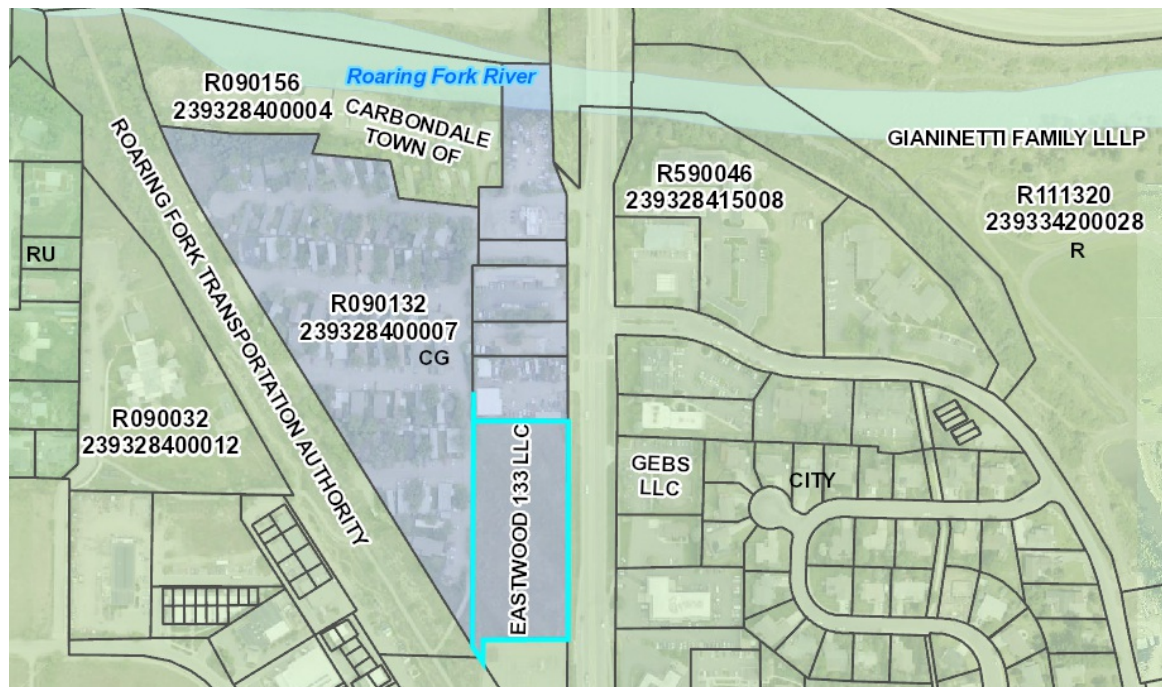 Roaring Fork River
R090156
239328400004
CARBONDALE
TOWN OF
GIANINETTI FAMILY LLLP
R590046
239328415008
R111320
239334200028
R
ROARING FORK TRANSPORTATION AUTHORITY
RU
R090132
239328400007
CG
R090032
239328400012
EASTWOOD 133 LLC
GEBS
LLC
CITY